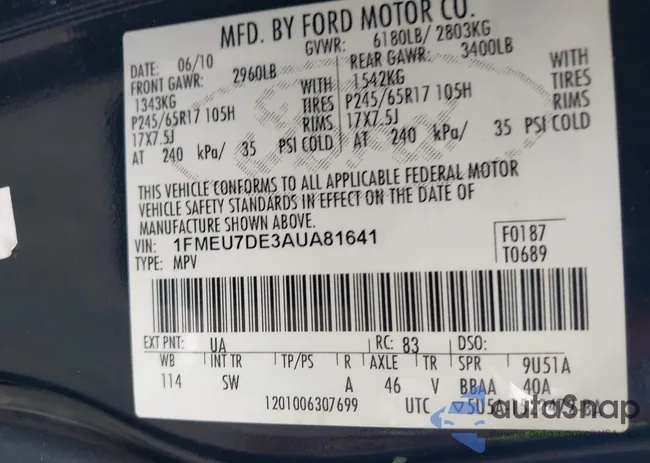 MFD. BY FORD MOTOR CO.
DATE: 06/10 GVWR: 6180LB/ 2803KG
FRONT GAWR: 2960LB REAR GAWR: 3400LB
1343KG WITH 1542KG WITH
P245/65R17 105H TIRES P245/65R17 105H TIRES
17X7.5J RIMS 17X7.5J RIMS
AT 240 kPa/ 35 PSI COLD AT 240 kPa/ 35 PSI COLD
THIS VEHICLE CONFORMS TO ALL APPLICABLE FEDERAL MOTOR
VEHICLE SAFETY STANDARDS IN EFFECT ON THE DATE OF
MANUFACTURE SHOWN ABOVE.
VIN: 1FMEU7DE3AUA81641 F0187
TYPE: MPV T0689
EXT PNT: UA RC: 83 DSO:
WB INT TR TP/PS R AXLE TR SPR 9U51A
114 SW A 46 V BBAA 40A
1201006307699 UTC
autoSnap